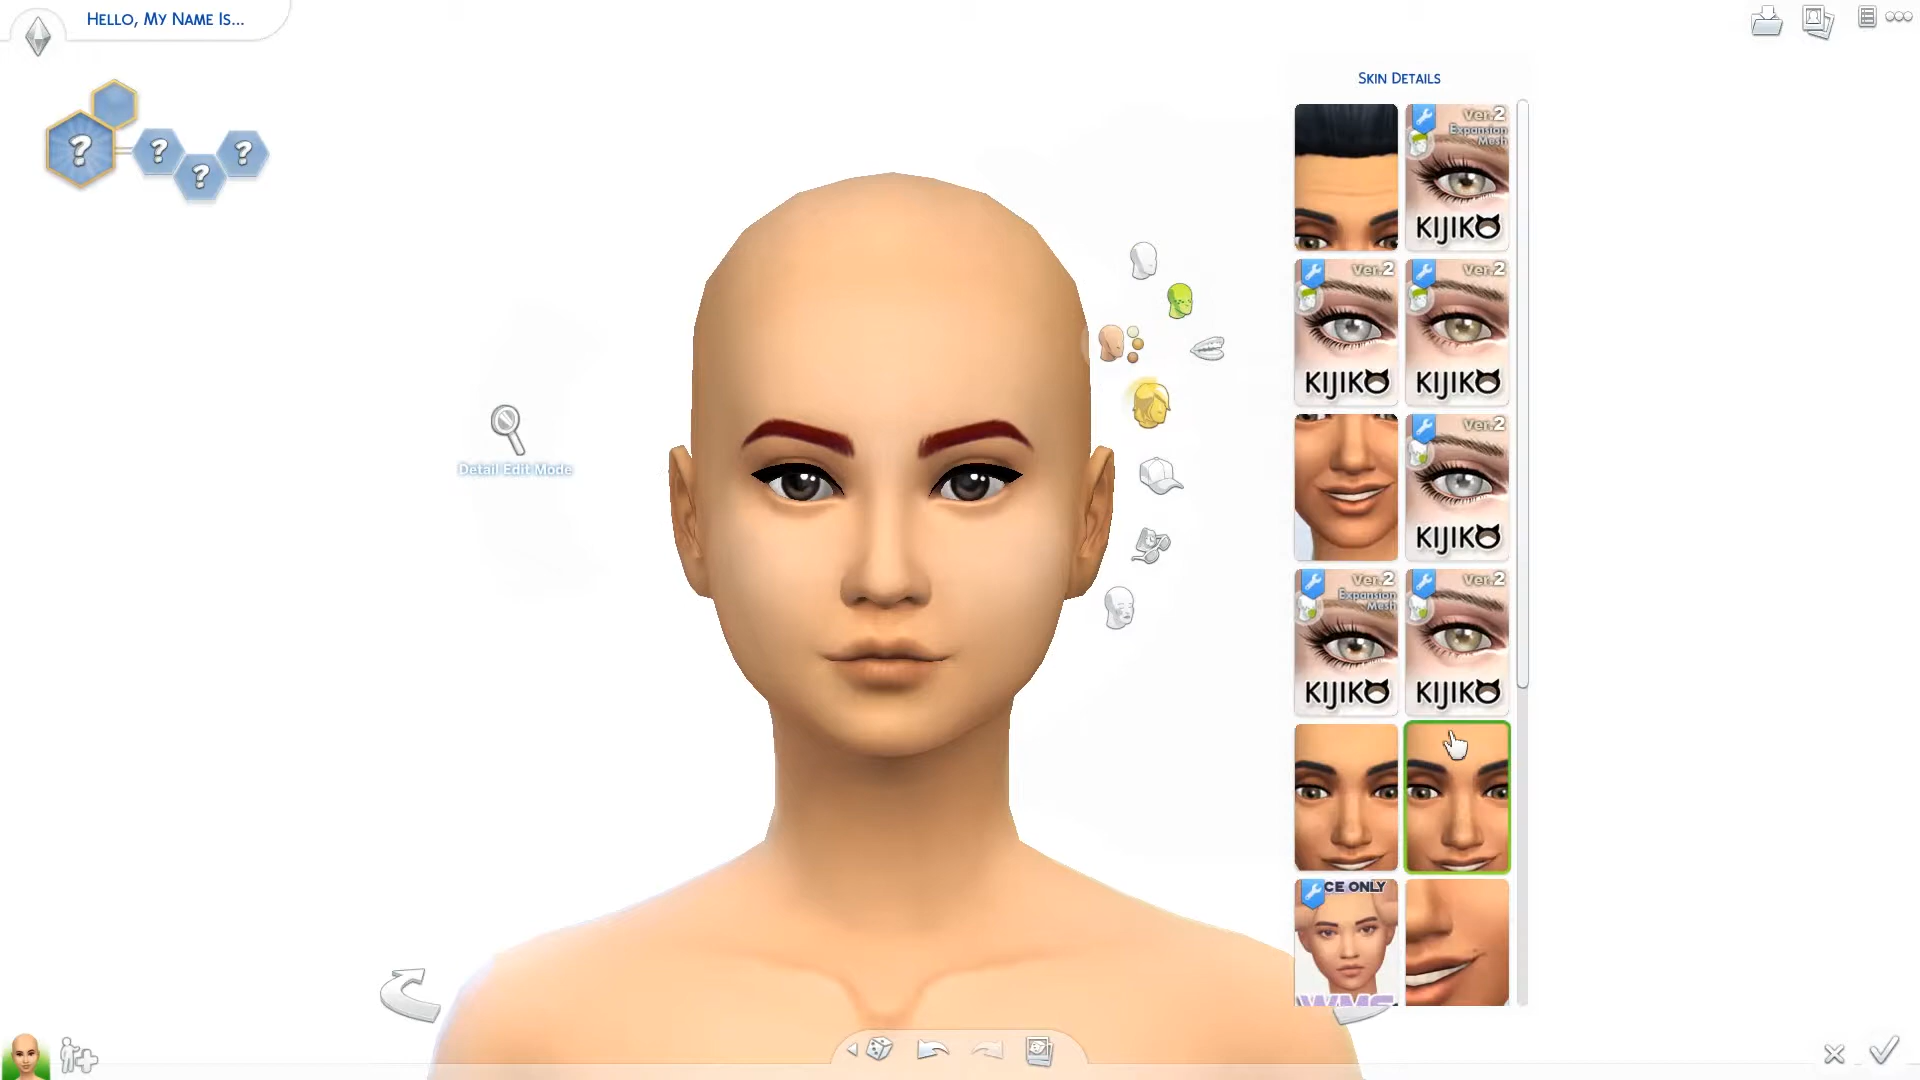 Hello, My Name Is...
Skin Details
Ver.2
Expansion
Mesh
KIJIKO
Ver.2
KIJIKO
Ver.2
KIJIKO
Ver.2
KIJIKO
Ver.2
Expansion
Mesh
KIJIKO
Ver.2
KIJIKO
CE ONLY
WMS
Detail Edit Mode
?
?
?
?